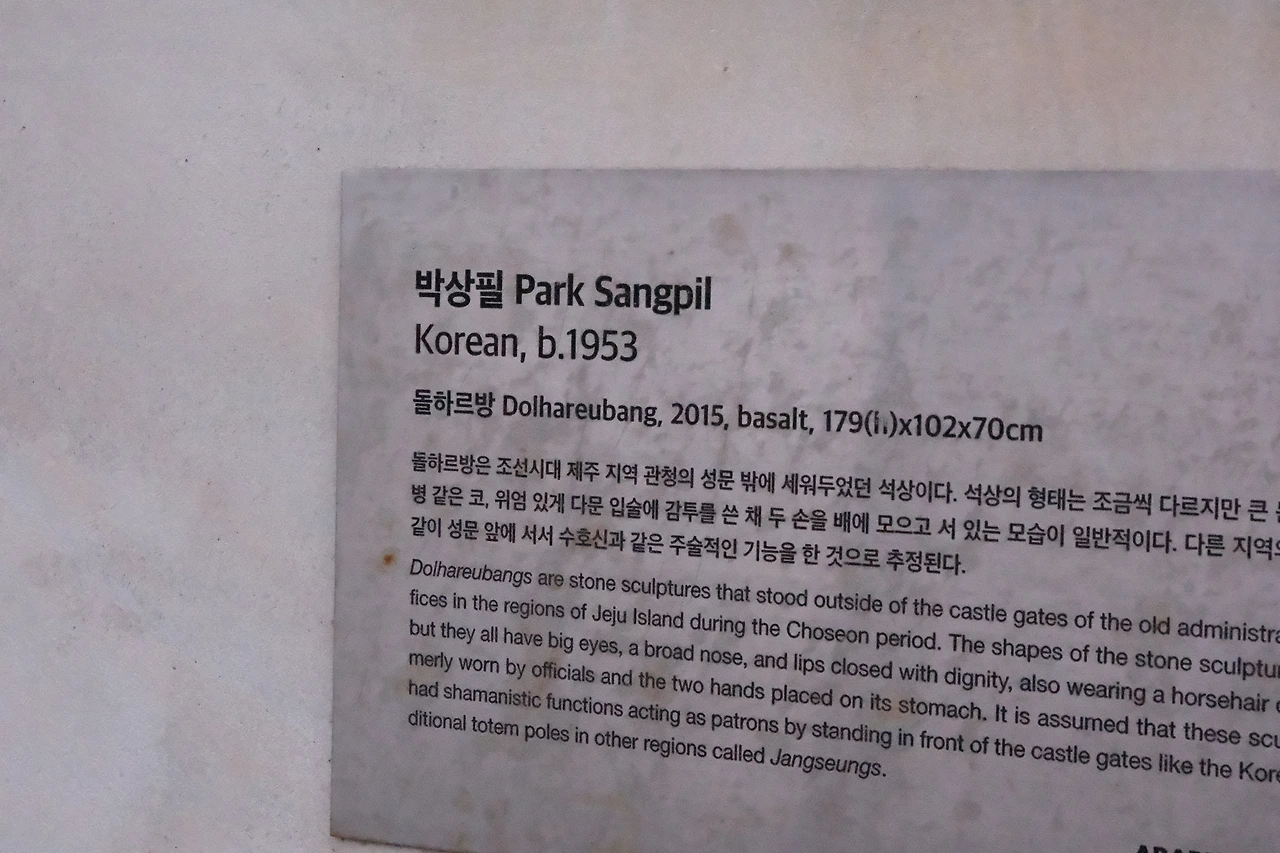 박상필 Park Sangpil
Korean, b.1953
돌하르방 Dolhareubang, 2015, basalt, 179(h)x102x70cm
돌하르방은 조선시대 제주 지역 관청의 성문 밖에 세워두었던 석상이다. 석상의 형태는 조금씩 다르지만 큰
병 같은 코, 위엄 있게 다문 입술에 감투를 쓴 채 두 손을 배에 모으고 서 있는 모습이 일반적이다. 다른
같이 성문 앞에 서서 수호신과 같은 주술적인 기능을 한 것으로 추정된다.
Dolhareubangs are stone sculptures that stood outside of the castle gates of the old
fices in the regions of Jeju Island during the Choseon period. The shapes of the stone
but they all have big eyes, a broad nose, and lips closed with dignity, also wearing a horsehair
merly worn by officials and the two hands placed on its stomach. It is assumed that these
had shamanistic functions acting as patrons by standing in front of the castle gates like the
ditional totem poles in other regions called Jangseungs.